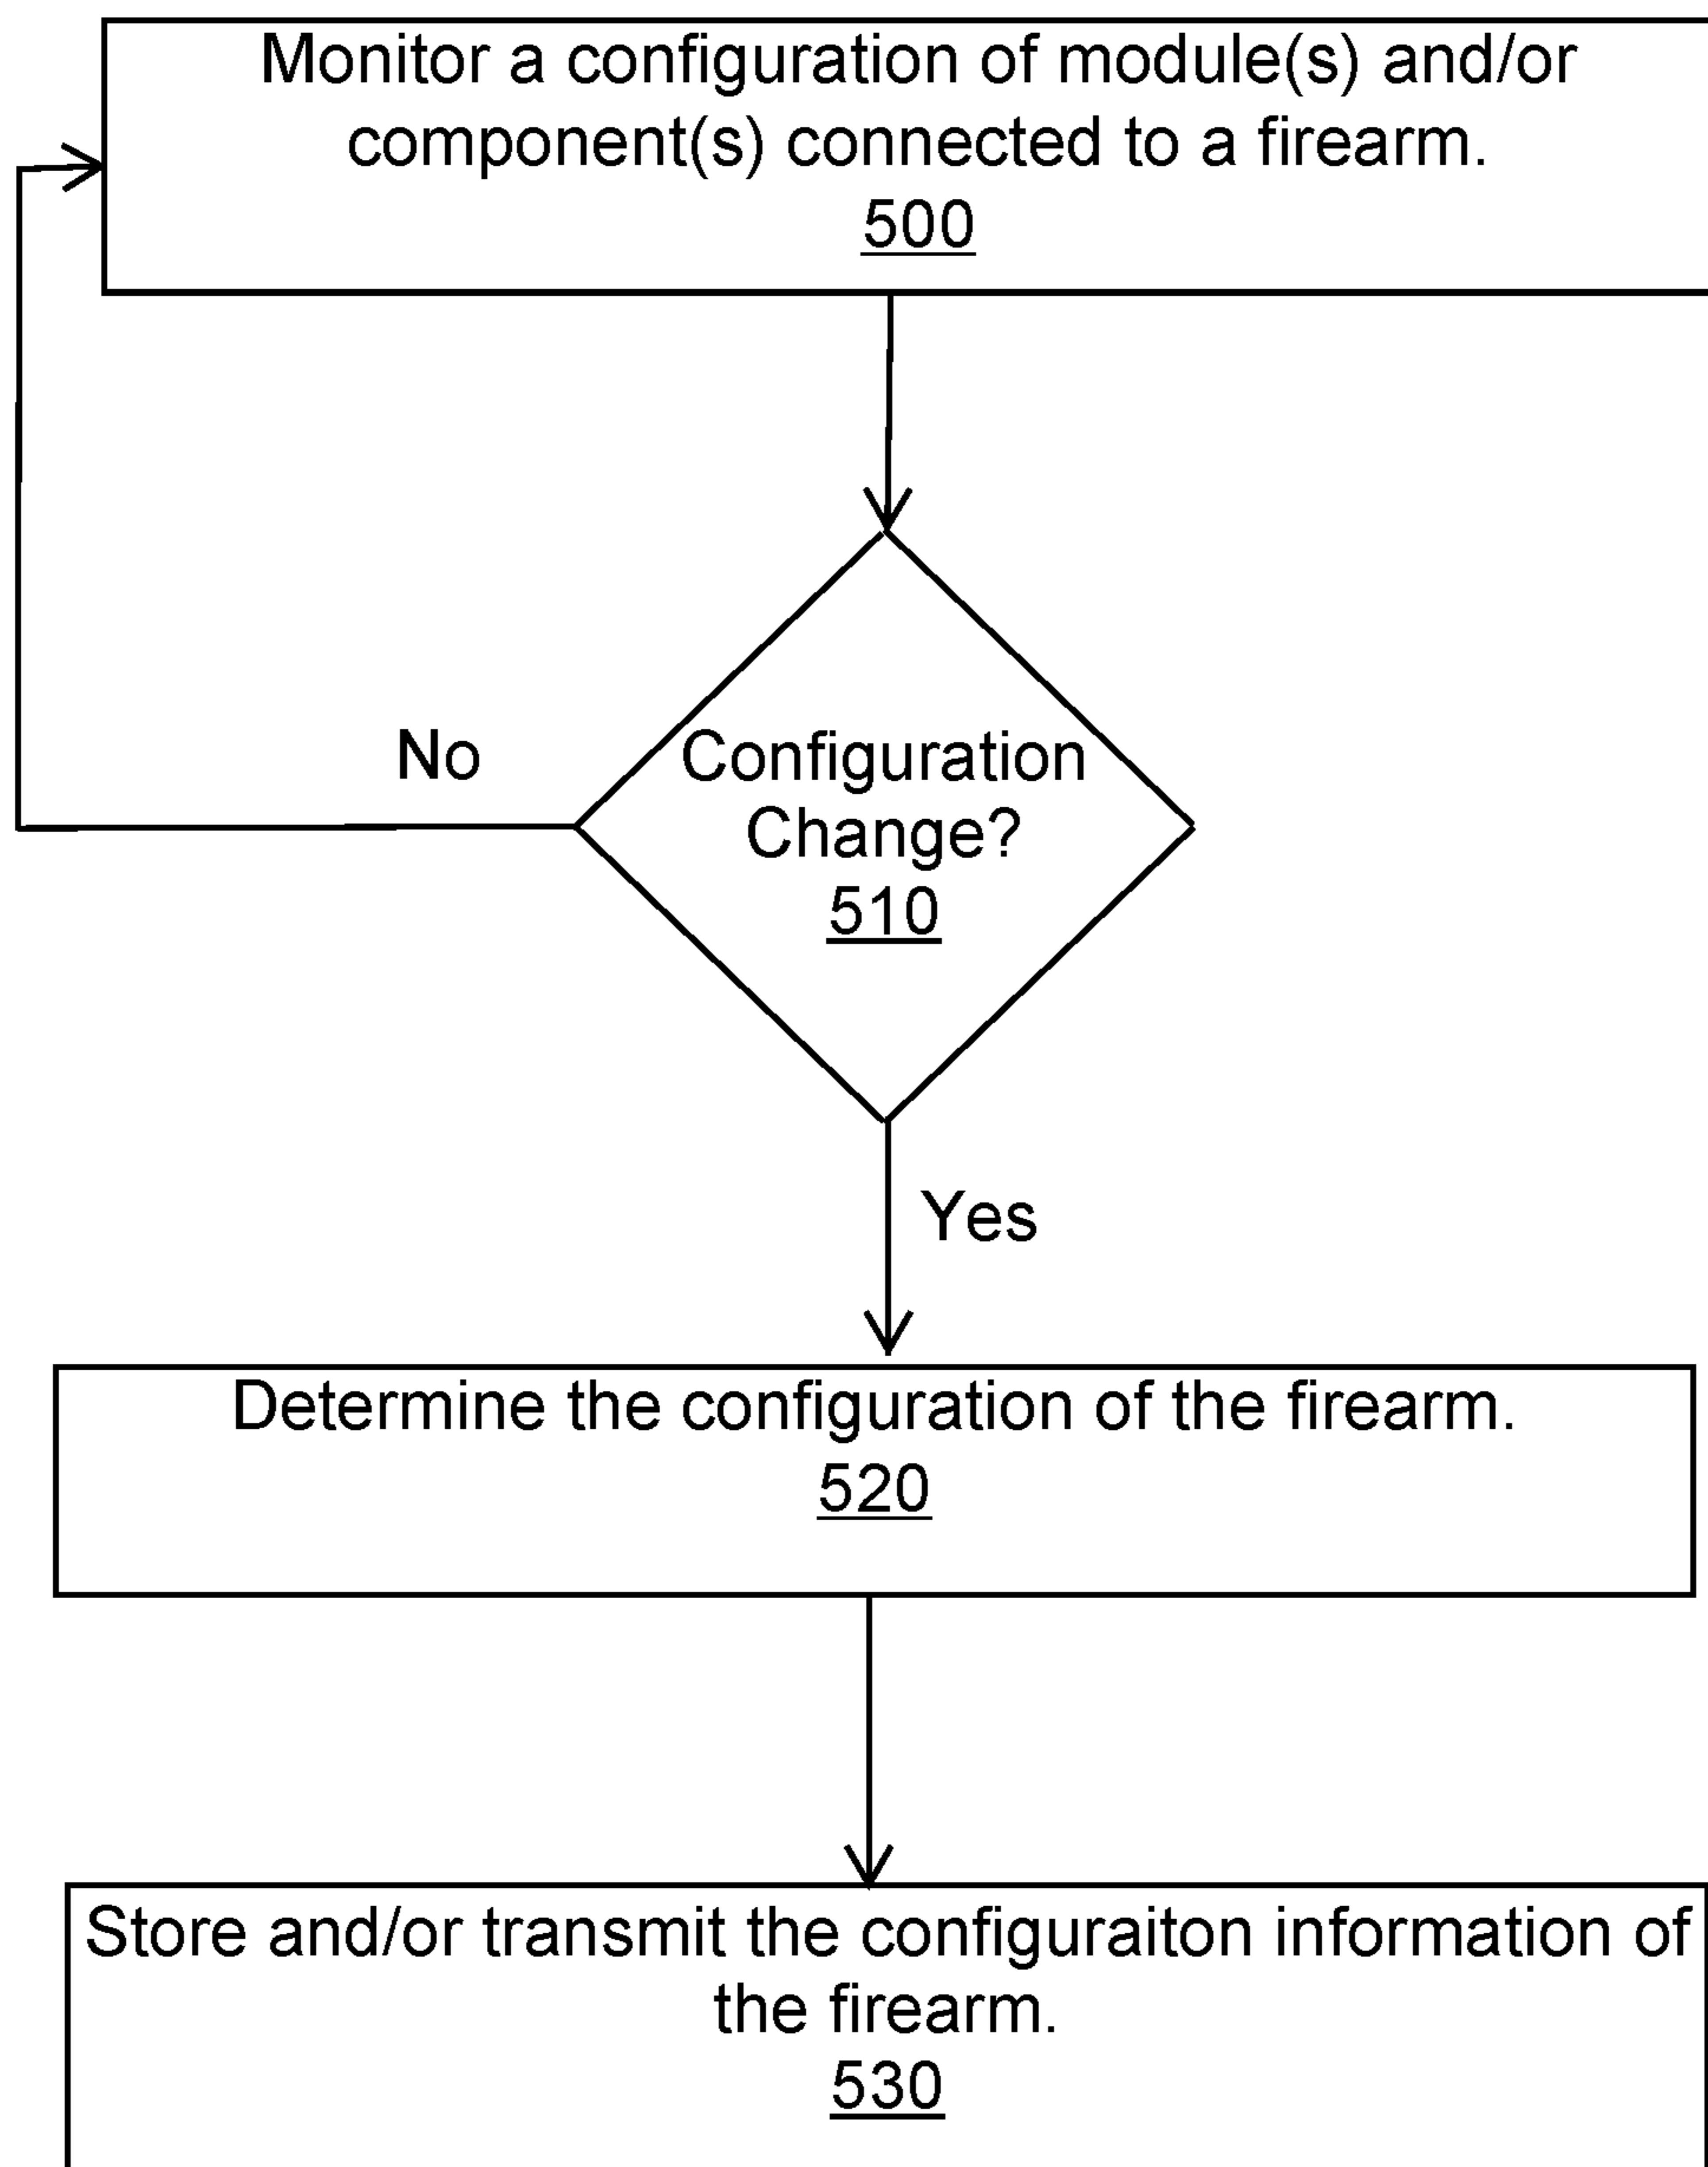 Monitor a configuration of module(s) and/or
component(s) connected to a firearm.
500
No
Configuration
Change?
510
Yes
Determine the configuration of the firearm.
520
Store and/or transmit the configuraiton information of
the firearm.
530